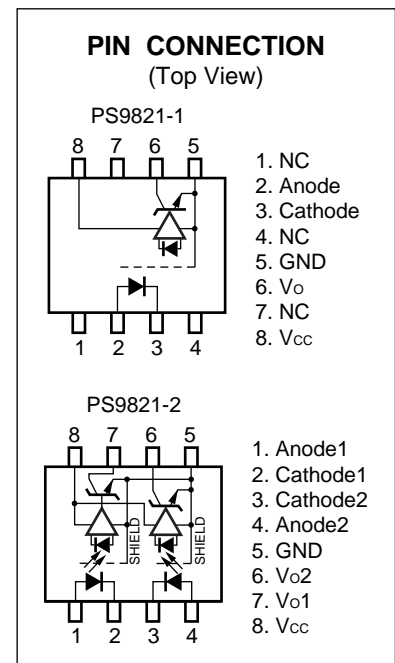 PIN CONNECTION
(Top View)
PS9821-1
8 7 6 5
1. NC
2. Anode
3. Cathode
4. NC
5. GND
6. Vo
7. NC
8. Vcc
1 2 3 4
PS9821-2
8 7 6 5
SHIELD
SHIELD
1. Anode1
2. Cathode1
3. Cathode2
4. Anode2
5. GND
6. Vo2
7. Vo1
8. Vcc
1 2 3 4